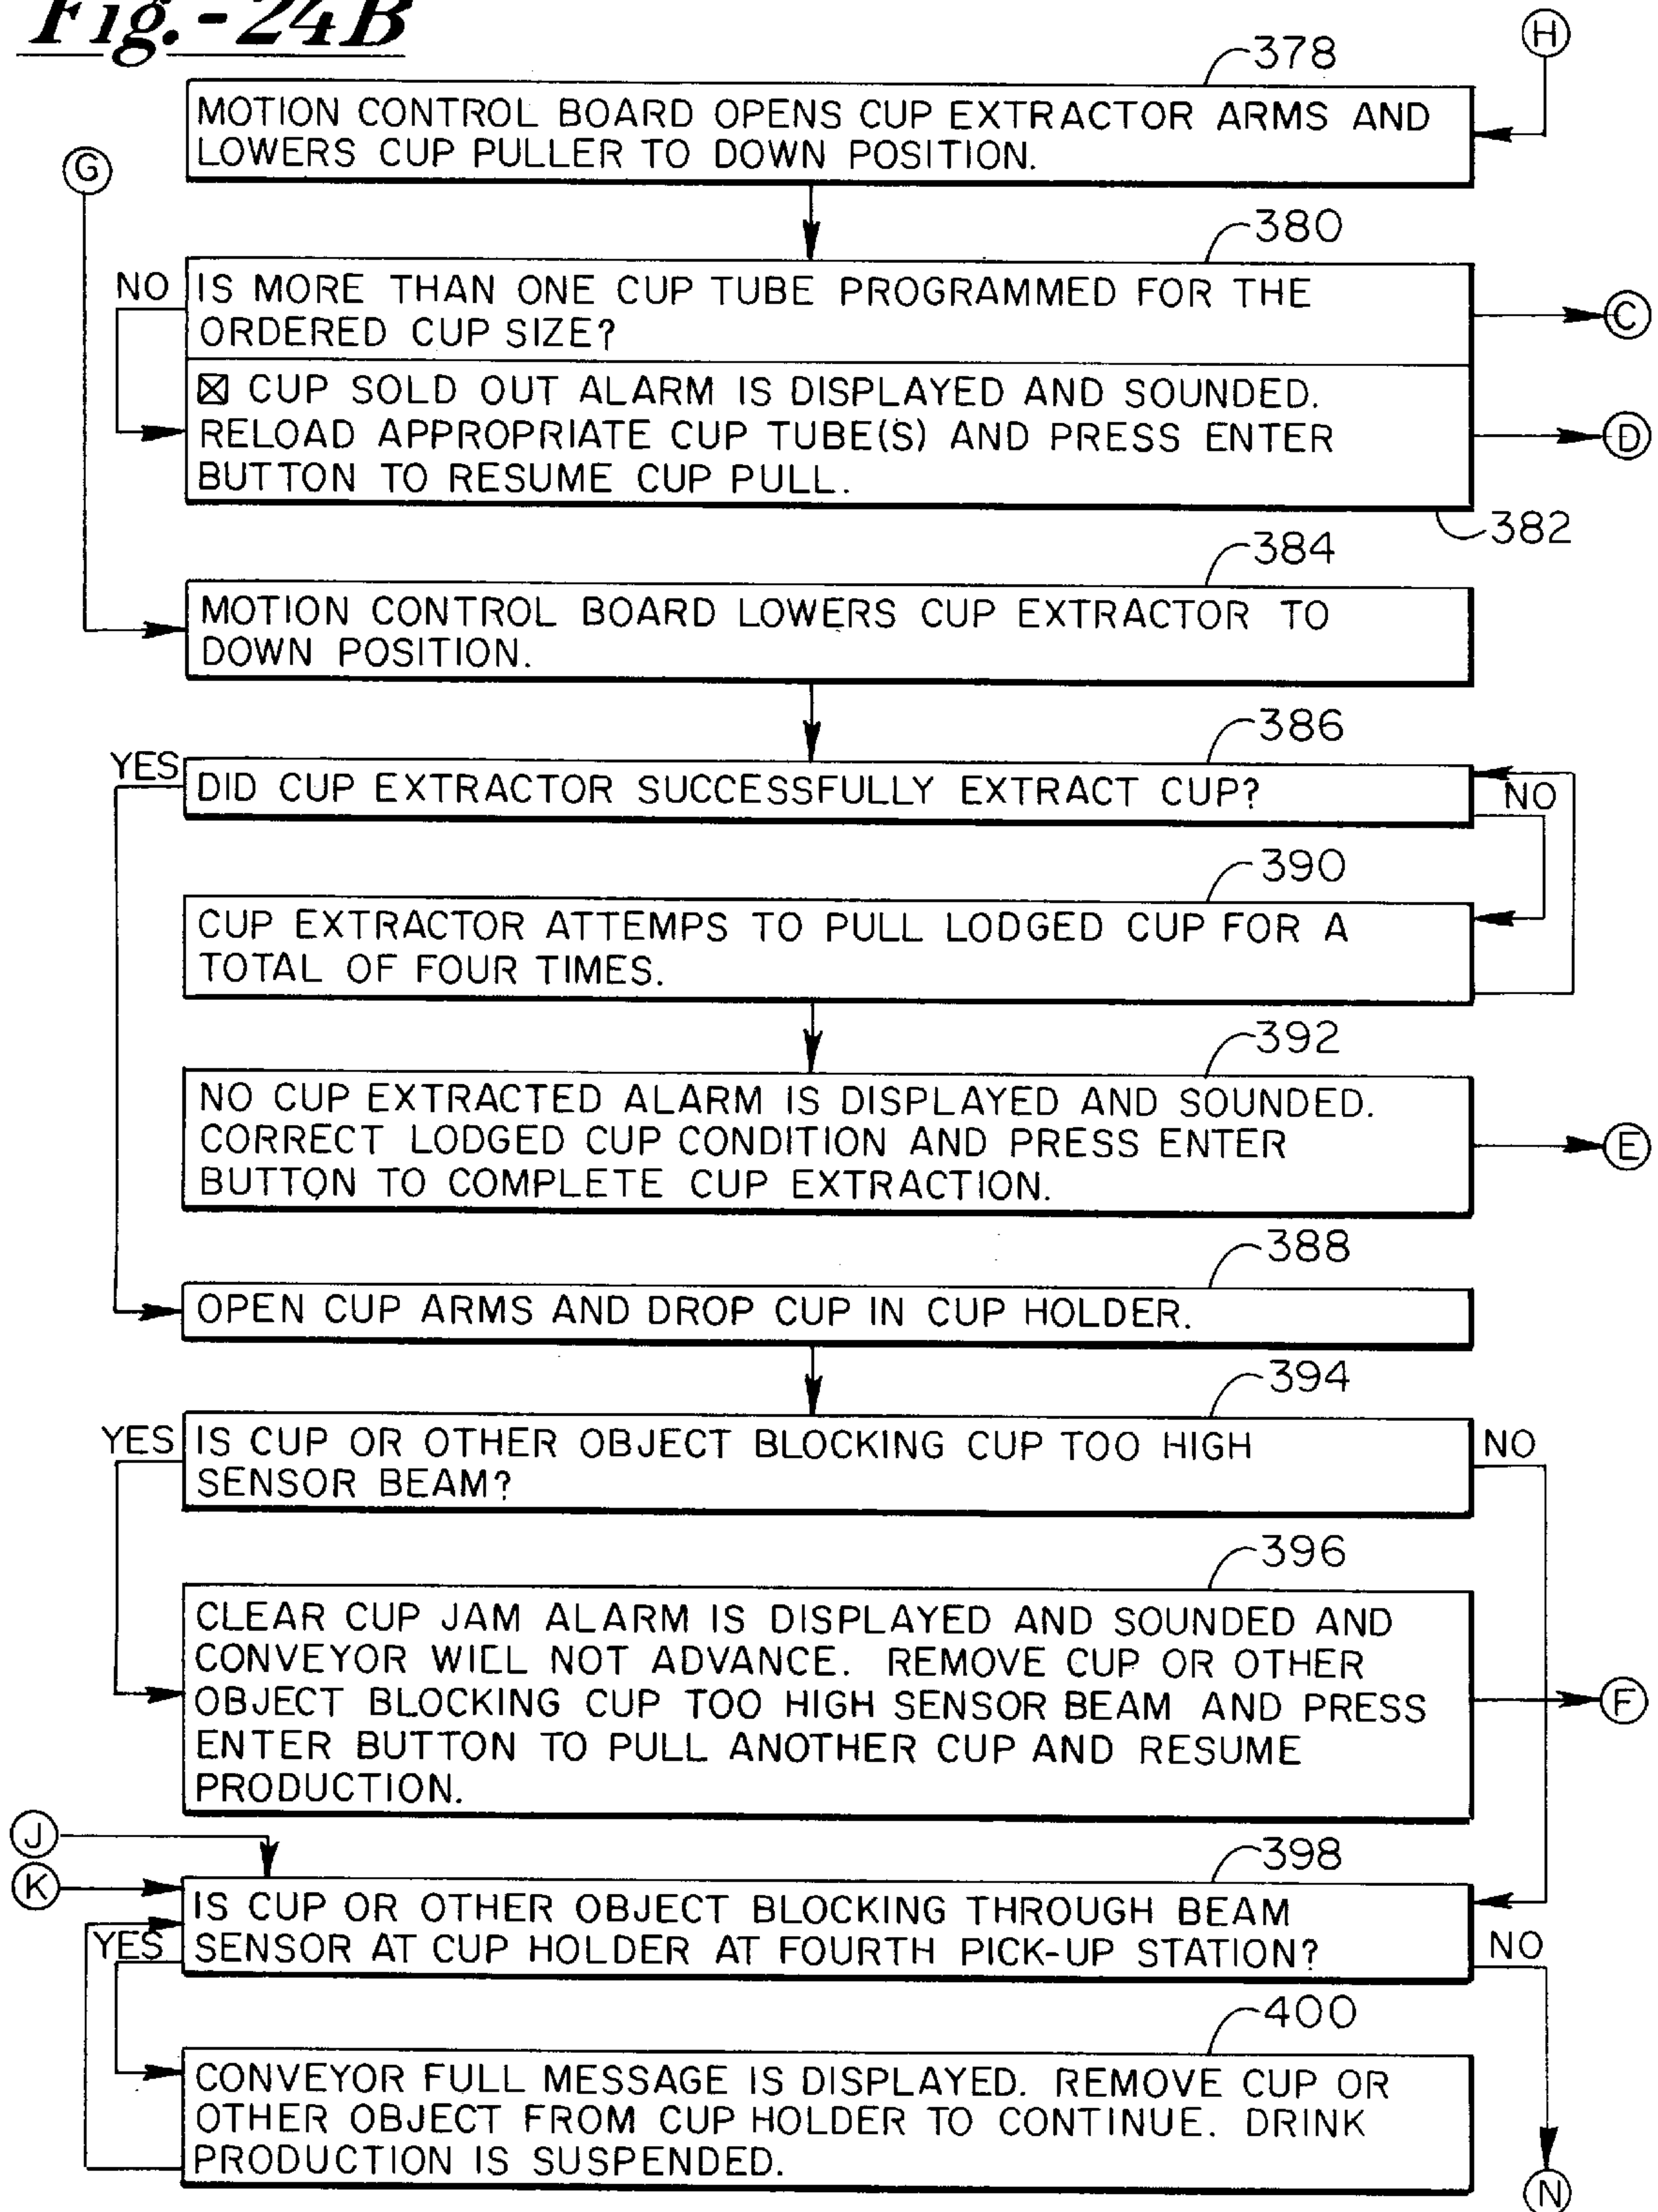 Fig.-24B
H
378
MOTION CONTROL BOARD OPENS CUP EXTRACTOR ARMS AND
LOWERS CUP PULLER TO DOWN POSITION.
G
380
NO
IS MORE THAN ONE CUP TUBE PROGRAMMED FOR THE
ORDERED CUP SIZE?
C
☒ CUP SOLD OUT ALARM IS DISPLAYED AND SOUNDED.
RELOAD APPROPRIATE CUP TUBE(S) AND PRESS ENTER
BUTTON TO RESUME CUP PULL.
D
382
384
MOTION CONTROL BOARD LOWERS CUP EXTRACTOR TO
DOWN POSITION.
386
YES
DID CUP EXTRACTOR SUCCESSFULLY EXTRACT CUP?
NO
390
CUP EXTRACTOR ATTEMPS TO PULL LODGED CUP FOR A
TOTAL OF FOUR TIMES.
392
NO CUP EXTRACTED ALARM IS DISPLAYED AND SOUNDED.
CORRECT LODGED CUP CONDITION AND PRESS ENTER
BUTTON TO COMPLETE CUP EXTRACTION.
E
388
OPEN CUP ARMS AND DROP CUP IN CUP HOLDER.
394
YES
IS CUP OR OTHER OBJECT BLOCKING CUP TOO HIGH
SENSOR BEAM?
NO
396
CLEAR CUP JAM ALARM IS DISPLAYED AND SOUNDED AND
CONVEYOR WILL NOT ADVANCE. REMOVE CUP OR OTHER
OBJECT BLOCKING CUP TOO HIGH SENSOR BEAM AND PRESS
ENTER BUTTON TO PULL ANOTHER CUP AND RESUME
PRODUCTION.
F
J
K
398
IS CUP OR OTHER OBJECT BLOCKING THROUGH BEAM
SENSOR AT CUP HOLDER AT FOURTH PICK-UP STATION?
YES
NO
400
CONVEYOR FULL MESSAGE IS DISPLAYED. REMOVE CUP OR
OTHER OBJECT FROM CUP HOLDER TO CONTINUE. DRINK
PRODUCTION IS SUSPENDED.
N